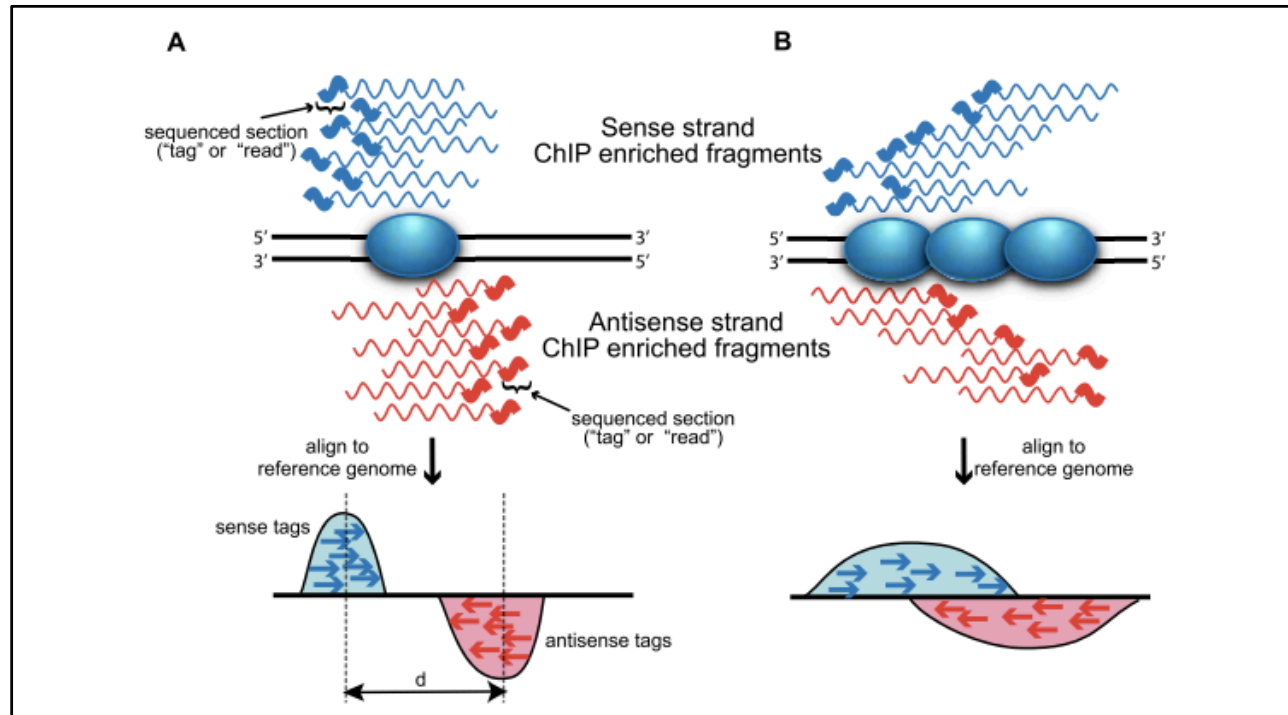 A
B
sequenced section
("tag" or "read")
Sense strand
ChIP enriched fragments
5′ 3′
3′ 5′
5′ 3′
3′ 5′
Antisense strand
ChIP enriched fragments
sequenced section
("tag" or "read")
align to
reference genome
align to
reference genome
sense tags
antisense tags
d